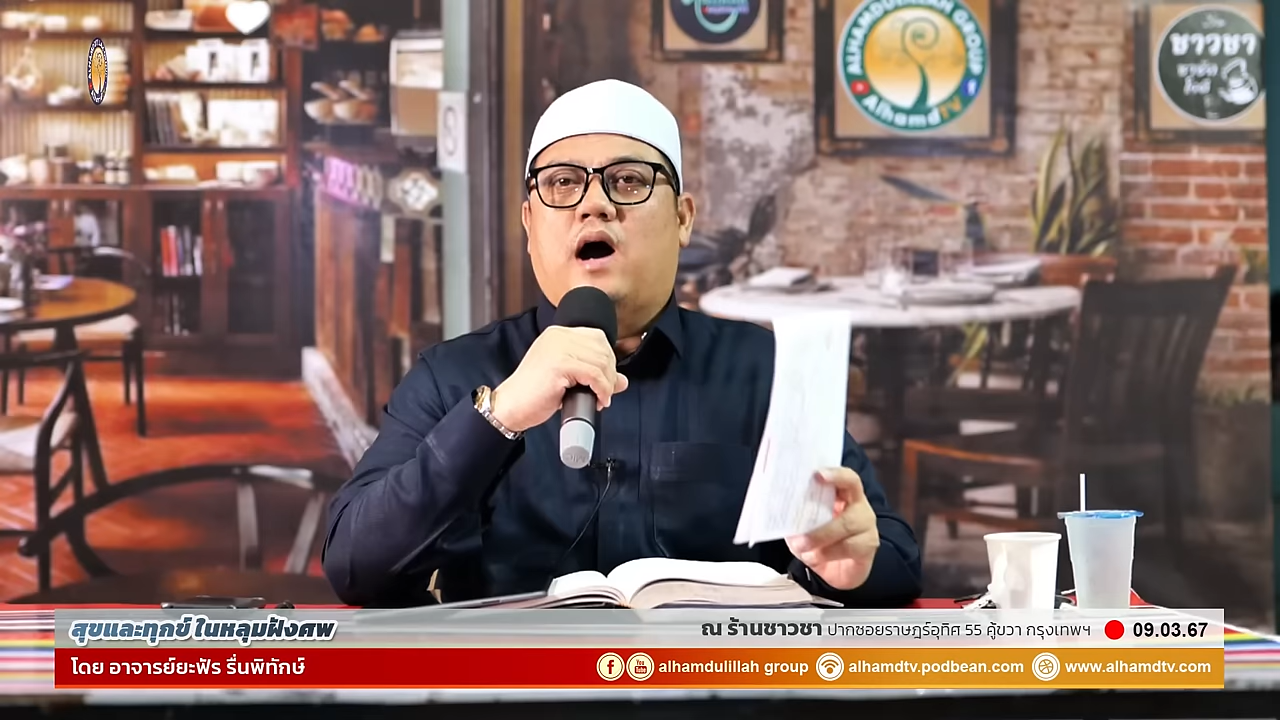 ALHAMDULILLAH GROUP
AlhamdTV
ชาวชา
ชาชัก
สุขและทุกข์ ในหลุมฝังศพ
ณ ร้านชาวชา ปากซอยราษฎร์อุทิศ 55 คู้ขวา กรุงเทพฯ
09.03.67
โดย อาจารย์ยะฟัร รื่นพิทักษ์
alhamdulillah group
alhamdtv.podbean.com
www.alhamdtv.com